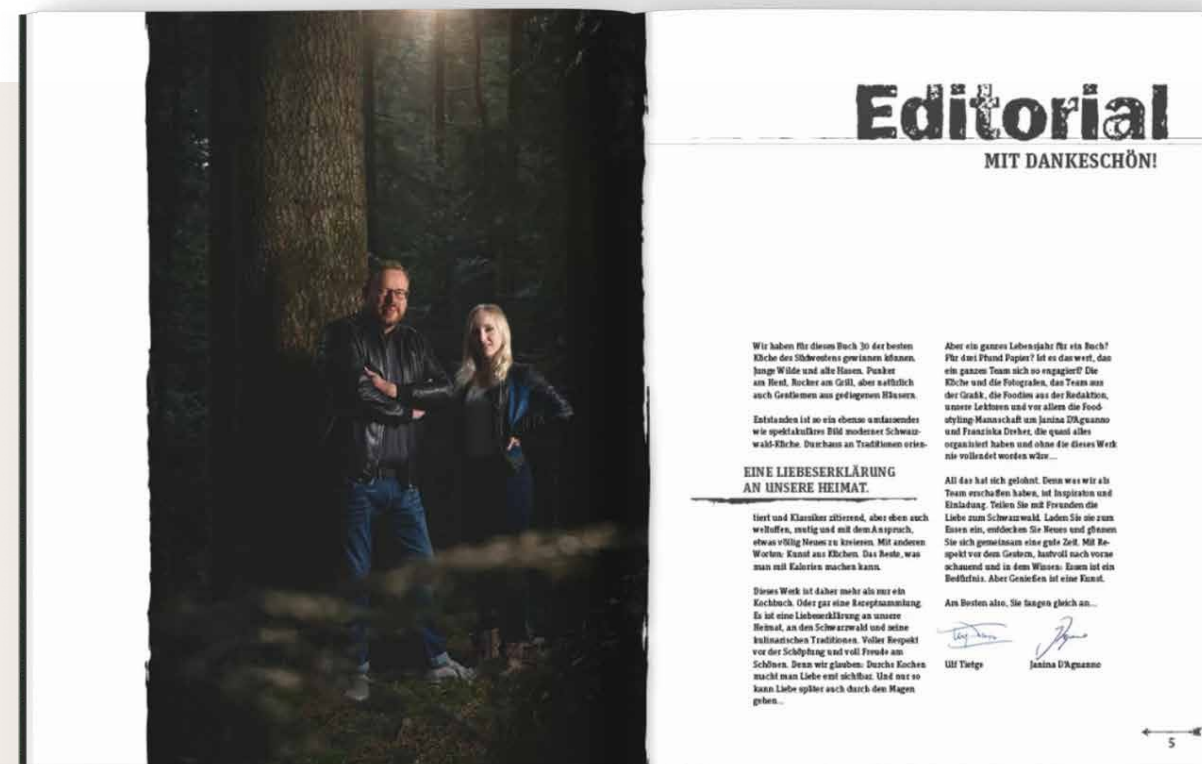 Editorial
MIT DANKESCHÖN!
Wir haben für dieses Buch 30 der besten
Köche des Südwestens gewinnen können.
Junge Wilde und alte Hasen. Punker
am Herd, Rocker am Grill, aber natürlich
auch Gentlemen aus gediegenen Häusern.
Entstanden ist so ein ebenso umfassendes
wie spektakuläres Bild moderner Schwarz-
wald-Küche. Durchaus an Traditionen orien-
EINE LIEBESERKLÄRUNG
AN UNSERE HEIMAT.
tiert und Klassiker zitierend, aber eben auch
weltoffen, mutig und mit dem Anspruch,
etwas völlig Neues zu kreieren. Mit anderen
Worten: Kunst aus Küchen. Das Beste, was
man mit Kalorien machen kann.
Dieses Werk ist daher mehr als nur ein
Kochbuch. Oder gar eine Rezeptsammlung.
Es ist eine Liebeserklärung an unsere
Heimat, an den Schwarzwald und seine
kulinarischen Traditionen. Voller Respekt
vor der Schöpfung und voll Freude am
Schönen. Denn wir glauben: Durchs Kochen
macht man Liebe erst sichtbar. Und nur so
kann Liebe später auch durch den Magen
gehen...
Aber ein ganzes Lebensjahr für ein Buch?
Für drei Pfund Papier? Ist es das wert, das
ein ganzes Team sich so engagiert? Die
Köche und die Fotografen, das Team aus
der Grafik, die Foodies aus der Redaktion,
unsere Lektoren und vor allem die Food-
styling-Mannschaft um Janina D'Aguanno
und Franziska Dreher, die quasi alles
organisiert haben und ohne die dieses Werk
nie vollendet worden wäre...
All das hat sich gelohnt. Denn was wir als
Team erschaffen haben, ist Inspiraton und
Einladung. Teilen Sie mit Freunden die
Liebe zum Schwarzwald. Laden Sie sie zum
Essen ein, entdecken Sie Neues und gönnen
Sie sich gemeinsam eine gute Zeit. Mit Re-
spekt vor dem Gestern, lustvoll nach vorne
schauend und in dem Wissen: Essen ist ein
Bedürfnis. Aber Genießen ist eine Kunst.
Am Besten also, Sie fangen gleich an...
Ulf Tietge Janina D'Aguanno
5